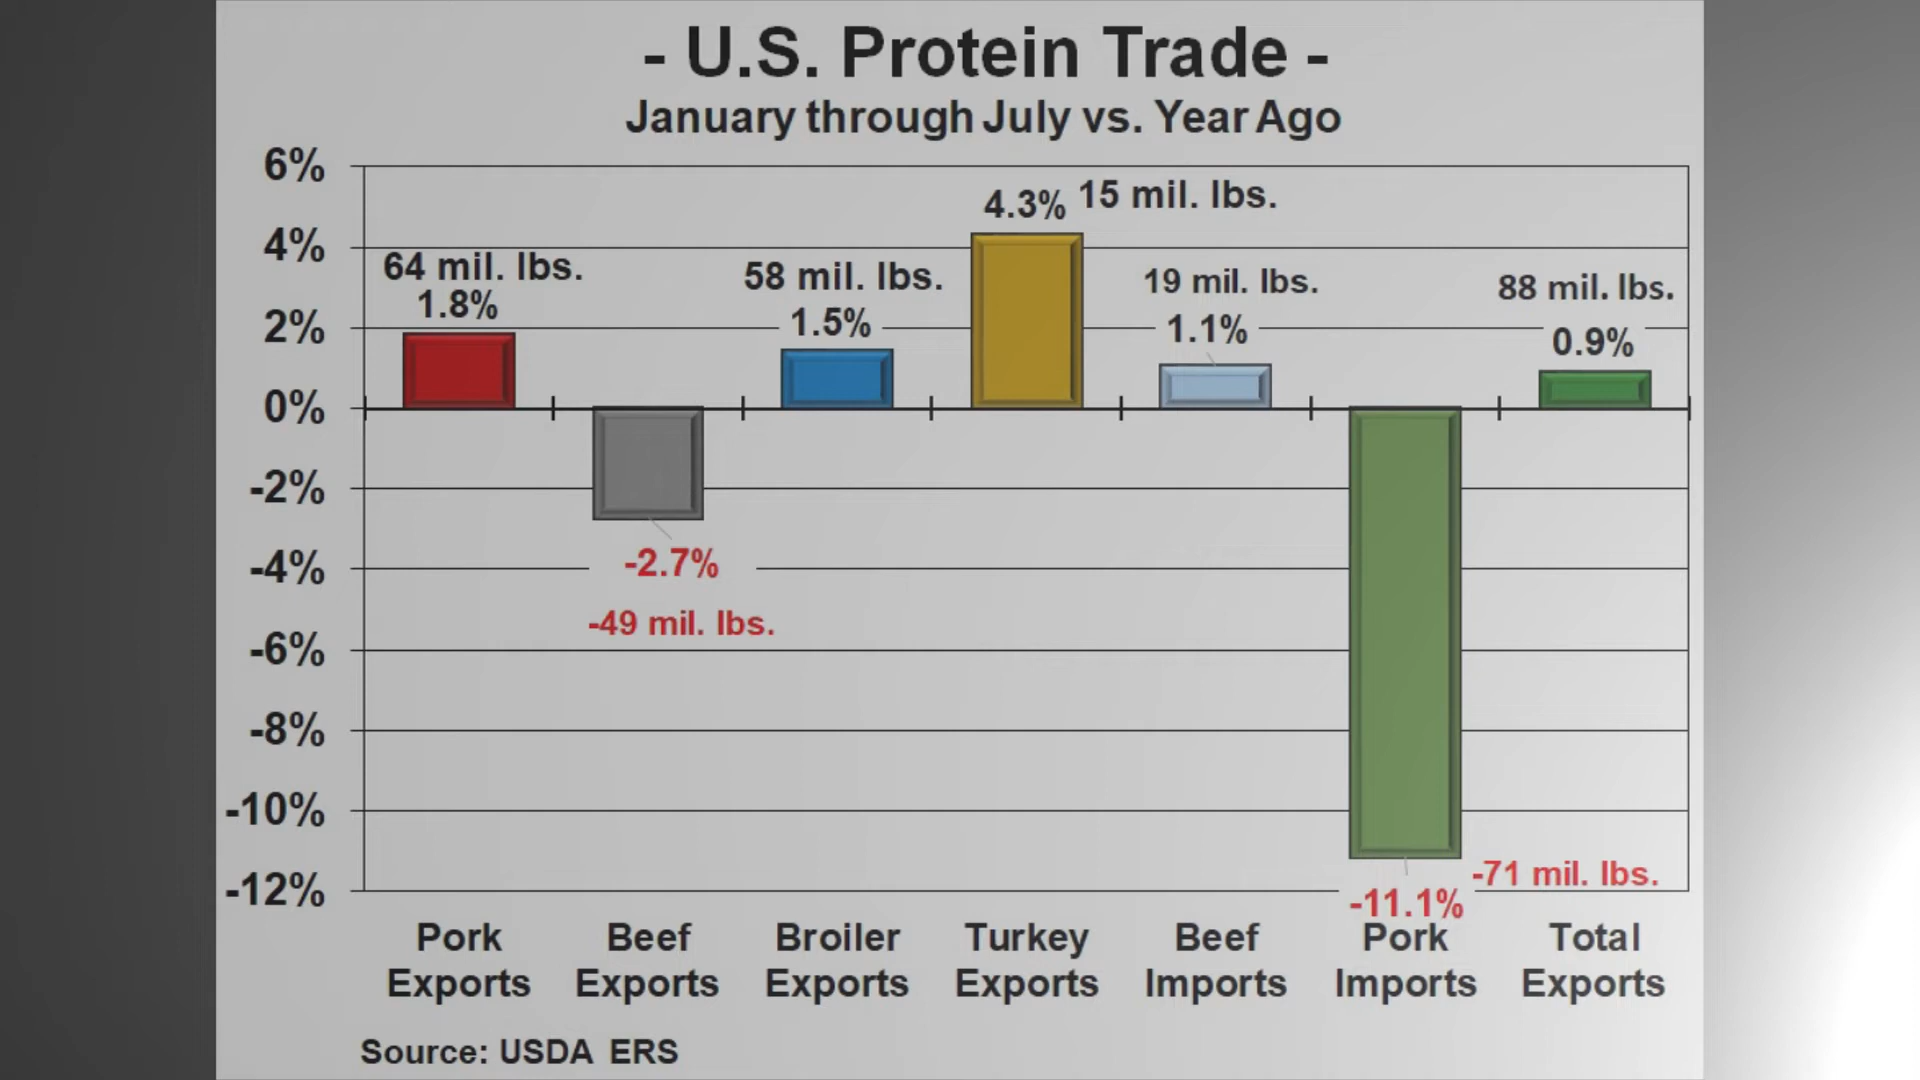 - U.S. Protein Trade -
January through July vs. Year Ago
6%
4%
2%
0%
-2%
-4%
-6%
-8%
-10%
-12%
64 mil. lbs.
1.8%
-2.7%
-49 mil. lbs.
58 mil. lbs.
1.5%
4.3% 15 mil. lbs.
19 mil. lbs.
1.1%
-11.1%
-71 mil. lbs.
88 mil. lbs.
0.9%
Pork
Exports
Beef
Exports
Broiler
Exports
Turkey
Exports
Beef
Imports
Pork
Imports
Total
Exports
Source: USDA ERS